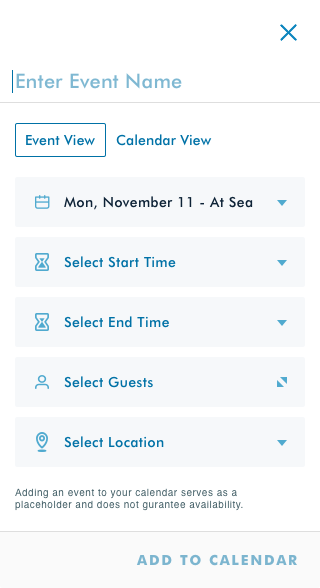 Enter Event Name
Event View Calendar View
Mon, November 11 - At Sea
Select Start Time
Select End Time
Select Guests
Select Location
Adding an event to your calendar serves as a
placeholder and does not gurantee availability.
ADD TO CALENDAR